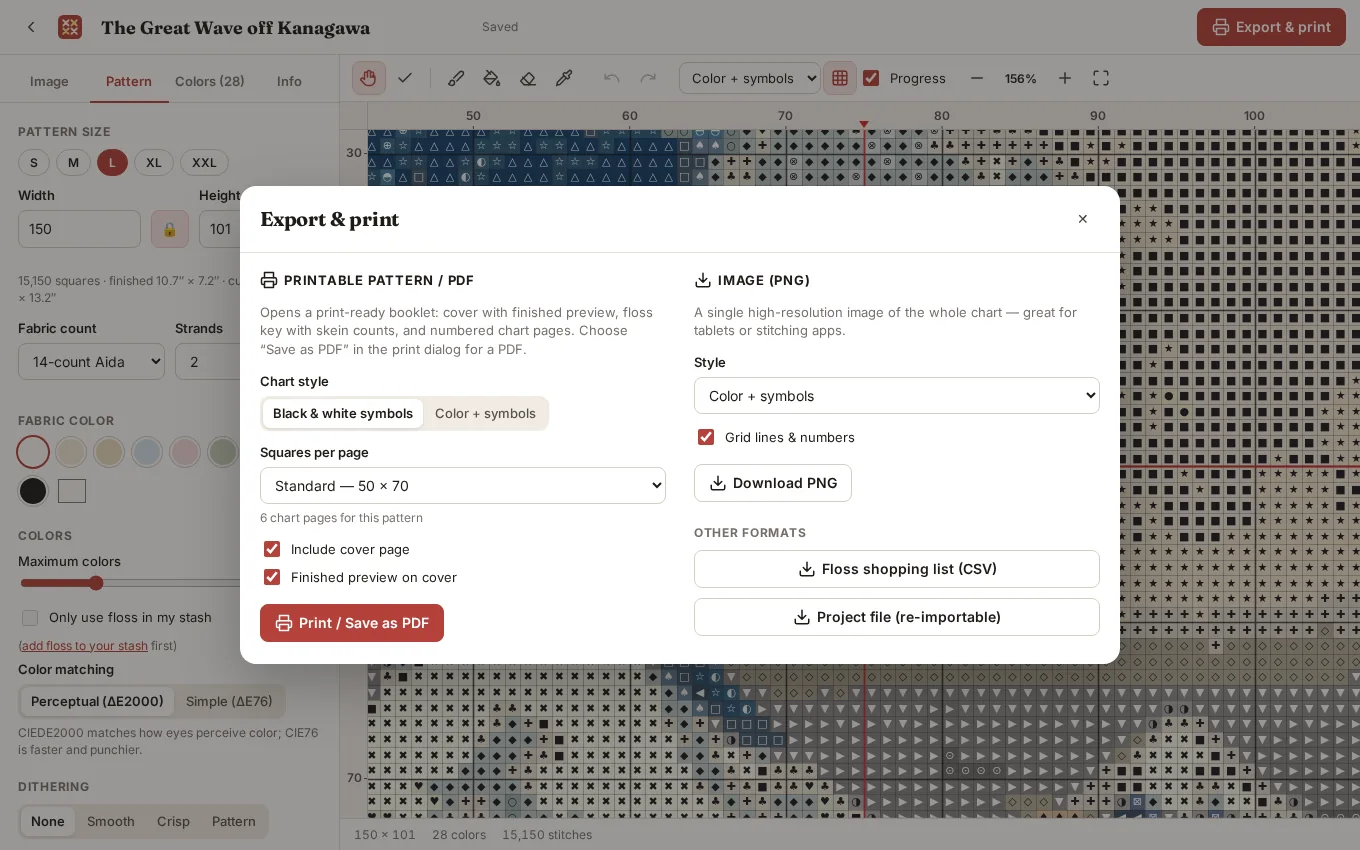 The Great Wave off Kanagawa
Saved
Export & print
Image
Pattern
Colors (28)
Info
Color + symbols
Progress
156%
PATTERN SIZE
S
M
L
XL
XXL
Width
Height
150
101
15,150 squares · finished 10.7″ × 7.2″ · cu
× 13.2″
Fabric count
Strands
14-count Aida
2
FABRIC COLOR
COLORS
Maximum colors
Only use floss in my stash
(add floss to your stash first)
Color matching
Perceptual (ΔE2000)
Simple (ΔE76)
CIEDE2000 matches how eyes perceive color; CIE76
is faster and punchier.
DITHERING
None
Smooth
Crisp
Pattern
50
60
70
80
90
100
30
70
Export & print
×
PRINTABLE PATTERN / PDF
Opens a print-ready booklet: cover with finished preview, floss
key with skein counts, and numbered chart pages. Choose
“Save as PDF” in the print dialog for a PDF.
Chart style
Black & white symbols
Color + symbols
Squares per page
Standard — 50 × 70
6 chart pages for this pattern
Include cover page
Finished preview on cover
Print / Save as PDF
IMAGE (PNG)
A single high-resolution image of the whole chart — great for
tablets or stitching apps.
Style
Color + symbols
Grid lines & numbers
Download PNG
OTHER FORMATS
Floss shopping list (CSV)
Project file (re-importable)
150 × 101
28 colors
15,150 stitches